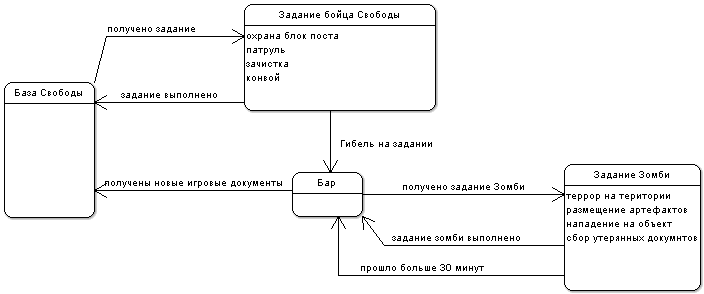 Задание бойца Свободы
получено задание
охрана блок поста
патруль
зачистка
конвой
База Свободы
задание выполнено
Гибель на задании
Задание Зомби
Бар
получены новые игровые документы
получено задание Зомби
террор на територии
размещение артефактов
нападение на объект
сбор утерянных докумнтов
задание зомби выполнено
прошло больше 30 минут